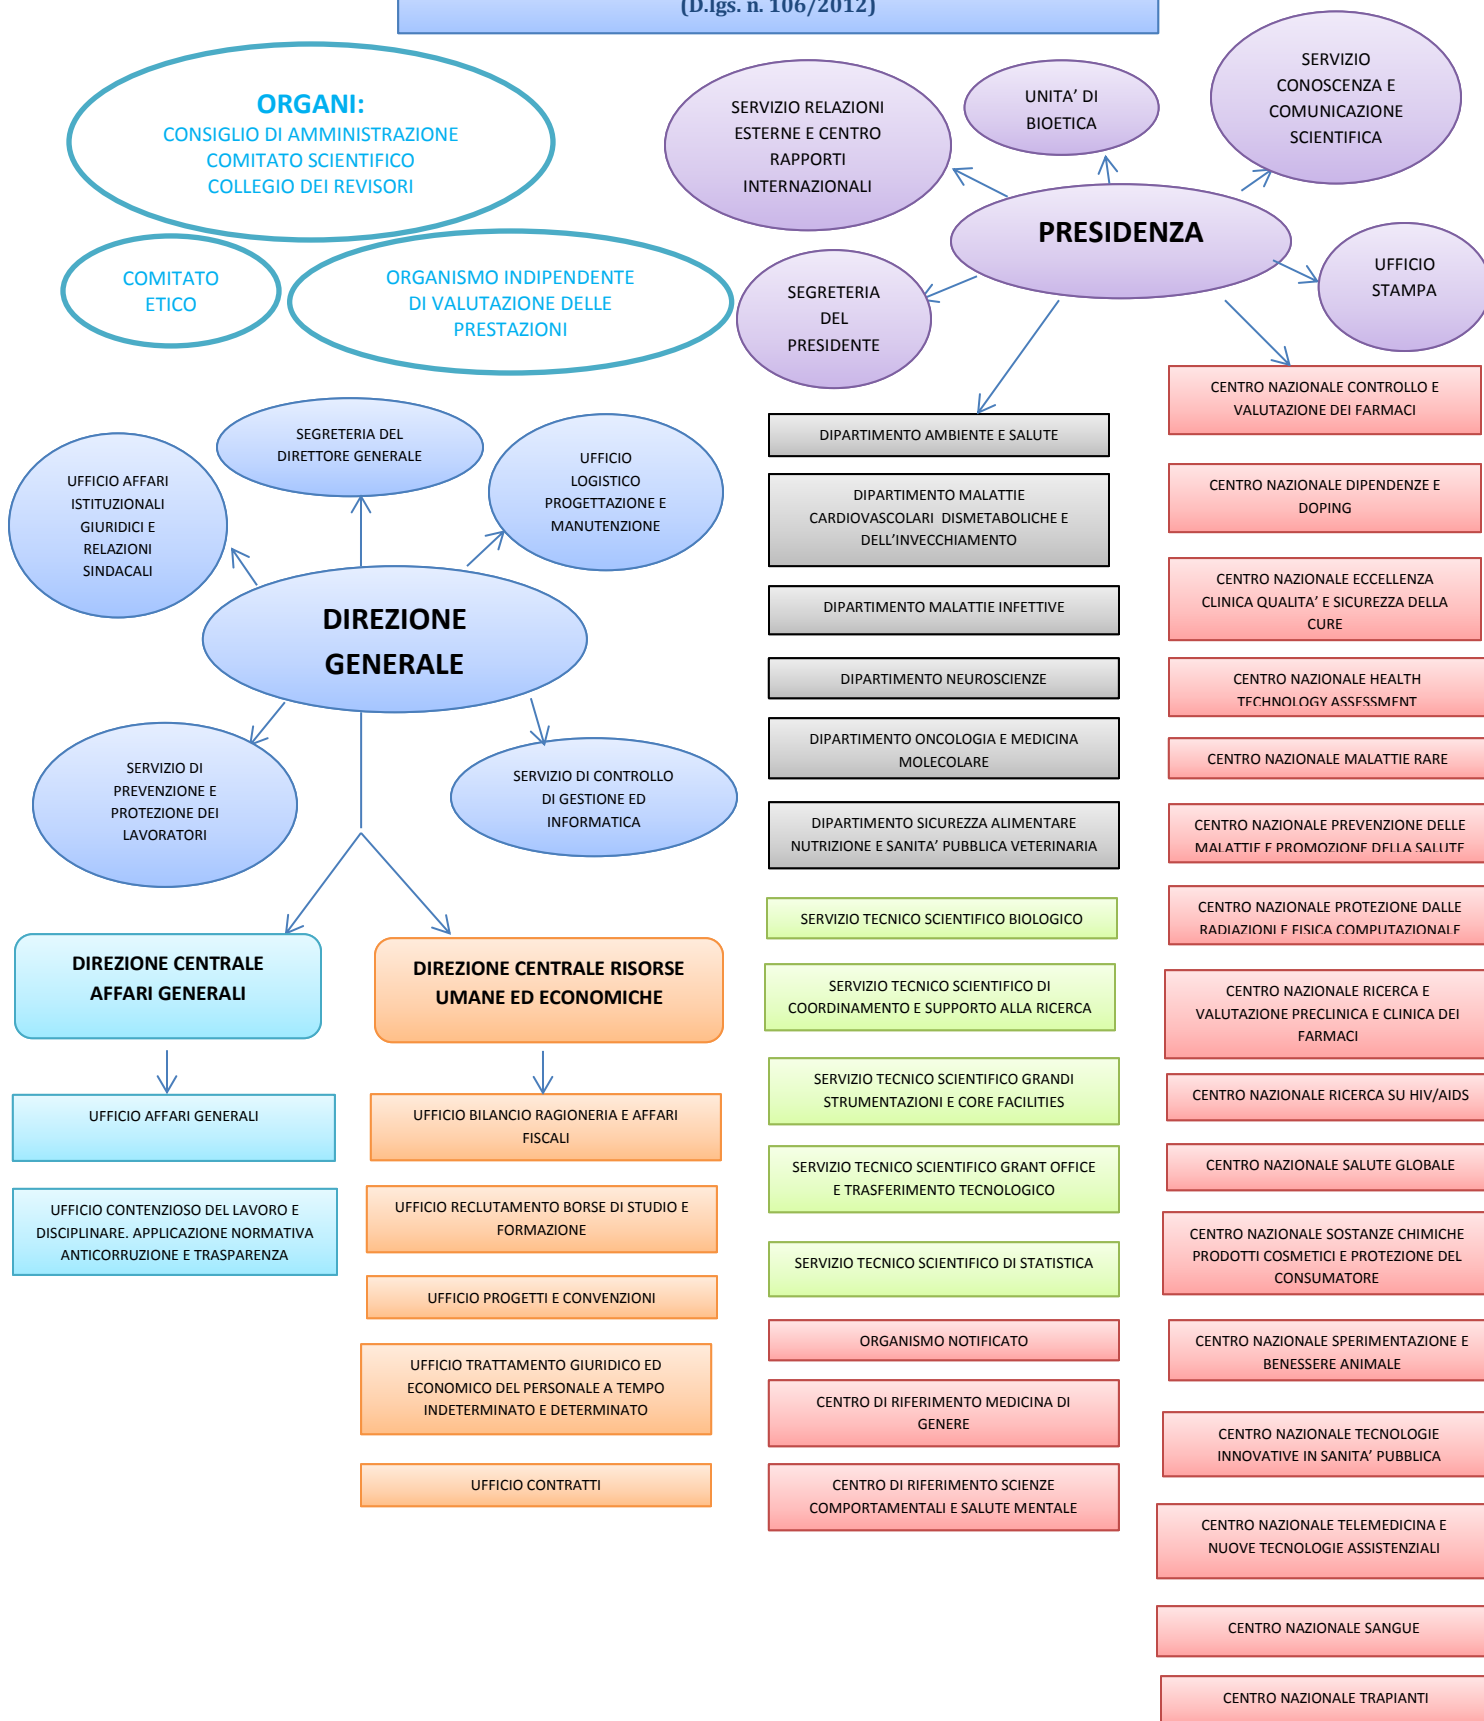 (D.lgs. n. 106/2012)
ORGANI:
CONSIGLIO DI AMMINISTRAZIONE
COMITATO SCIENTIFICO
COLLEGIO DEI REVISORI
COMITATO
ETICO
ORGANISMO INDIPENDENTE
DI VALUTAZIONE DELLE
PRESTAZIONI
SERVIZIO RELAZIONI
ESTERNE E CENTRO
RAPPORTI
INTERNAZIONALI
UNITA’ DI
BIOETICA
SERVIZIO
CONOSCENZA E
COMUNICAZIONE
SCIENTIFICA
PRESIDENZA
SEGRETERIA
DEL
PRESIDENTE
UFFICIO
STAMPA
UFFICIO AFFARI
ISTITUZIONALI
GIURIDICI E
RELAZIONI
SINDACALI
SEGRETERIA DEL
DIRETTORE GENERALE
UFFICIO
LOGISTICO
PROGETTAZIONE E
MANUTENZIONE
DIREZIONE
GENERALE
SERVIZIO DI
PREVENZIONE E
PROTEZIONE DEI
LAVORATORI
SERVIZIO DI CONTROLLO
DI GESTIONE ED
INFORMATICA
DIREZIONE CENTRALE
AFFARI GENERALI
UFFICIO AFFARI GENERALI
UFFICIO CONTENZIOSO DEL LAVORO E
DISCIPLINARE. APPLICAZIONE NORMATIVA
ANTICORRUZIONE E TRASPARENZA
DIREZIONE CENTRALE RISORSE
UMANE ED ECONOMICHE
UFFICIO BILANCIO RAGIONERIA E AFFARI
FISCALI
UFFICIO RECLUTAMENTO BORSE DI STUDIO E
FORMAZIONE
UFFICIO PROGETTI E CONVENZIONI
UFFICIO TRATTAMENTO GIURIDICO ED
ECONOMICO DEL PERSONALE A TEMPO
INDETERMINATO E DETERMINATO
UFFICIO CONTRATTI
DIPARTIMENTO AMBIENTE E SALUTE
DIPARTIMENTO MALATTIE
CARDIOVASCOLARI  DISMETABOLICHE E
DELL’INVECCHIAMENTO
DIPARTIMENTO MALATTIE INFETTIVE
DIPARTIMENTO NEUROSCIENZE
DIPARTIMENTO ONCOLOGIA E MEDICINA
MOLECOLARE
DIPARTIMENTO SICUREZZA ALIMENTARE
NUTRIZIONE E SANITA’ PUBBLICA VETERINARIA
SERVIZIO TECNICO SCIENTIFICO BIOLOGICO
SERVIZIO TECNICO SCIENTIFICO DI
COORDINAMENTO E SUPPORTO ALLA RICERCA
SERVIZIO TECNICO SCIENTIFICO GRANDI
STRUMENTAZIONI E CORE FACILITIES
SERVIZIO TECNICO SCIENTIFICO GRANT OFFICE
E TRASFERIMENTO TECNOLOGICO
SERVIZIO TECNICO SCIENTIFICO DI STATISTICA
ORGANISMO NOTIFICATO
CENTRO DI RIFERIMENTO MEDICINA DI
GENERE
CENTRO DI RIFERIMENTO SCIENZE
COMPORTAMENTALI E SALUTE MENTALE
CENTRO NAZIONALE CONTROLLO E
VALUTAZIONE DEI FARMACI
CENTRO NAZIONALE DIPENDENZE E
DOPING
CENTRO NAZIONALE ECCELLENZA
CLINICA QUALITA’ E SICUREZZA DELLA
CURE
CENTRO NAZIONALE HEALTH
TECHNOLOGY ASSESSMENT
CENTRO NAZIONALE MALATTIE RARE
CENTRO NAZIONALE PREVENZIONE DELLE
MALATTIE E PROMOZIONE DELLA SALUTE
CENTRO NAZIONALE PROTEZIONE DALLE
RADIAZIONI E FISICA COMPUTAZIONALE
CENTRO NAZIONALE RICERCA E
VALUTAZIONE PRECLINICA E CLINICA DEI
FARMACI
CENTRO NAZIONALE RICERCA SU HIV/AIDS
CENTRO NAZIONALE SALUTE GLOBALE
CENTRO NAZIONALE SOSTANZE CHIMICHE
PRODOTTI COSMETICI E PROTEZIONE DEL
CONSUMATORE
CENTRO NAZIONALE SPERIMENTAZIONE E
BENESSERE ANIMALE
CENTRO NAZIONALE TECNOLOGIE
INNOVATIVE IN SANITA’ PUBBLICA
CENTRO NAZIONALE TELEMEDICINA E
NUOVE TECNOLOGIE ASSISTENZIALI
CENTRO NAZIONALE SANGUE
CENTRO NAZIONALE TRAPIANTI